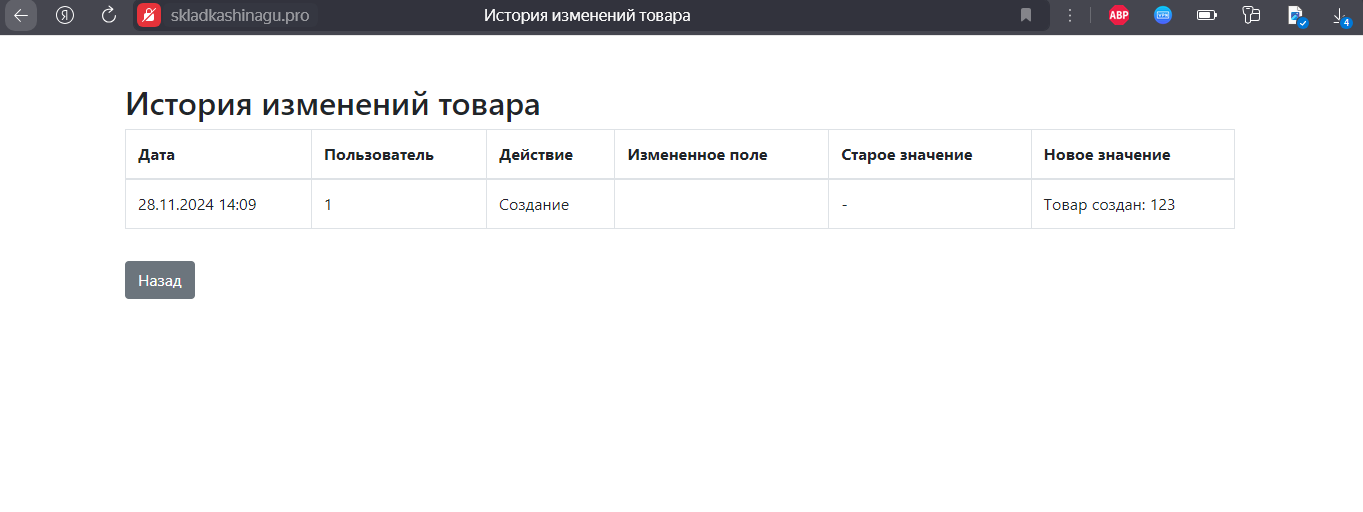 skladkashinagu.pro История изменений товара ABP VPN 4
История изменений товара
Дата Пользователь Действие Измененное поле Старое значение Новое значение
28.11.2024 14:09 1 Создание - Товар создан: 123
Назад